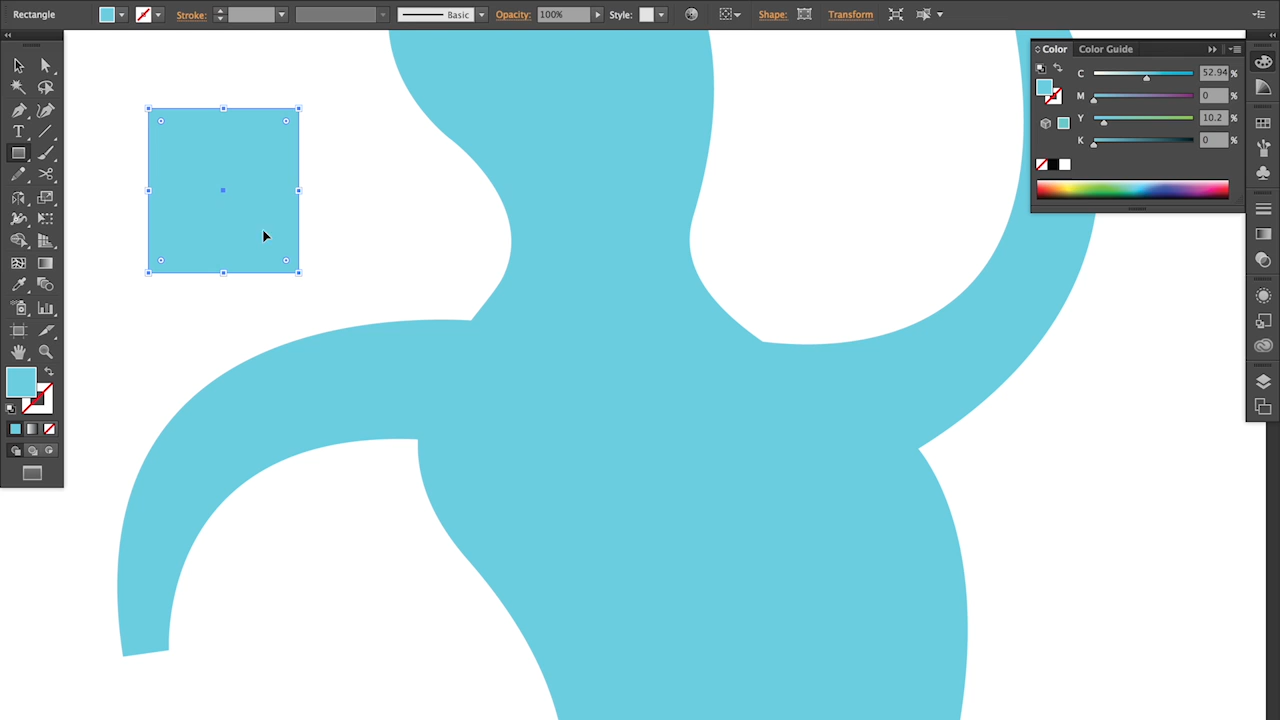 Rectangle Stroke: Basic Opacity: 100% Style: Shape: Transform
Color Color Guide
C 52.94 %
M 0 %
Y 10.2 %
K 0 %
T